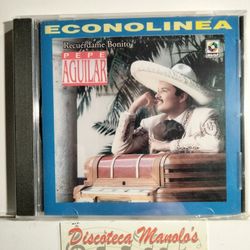 ECONOLINEA
Recuérdame Bonito
PEPE
AGUILAR
Discoteca Manolo's